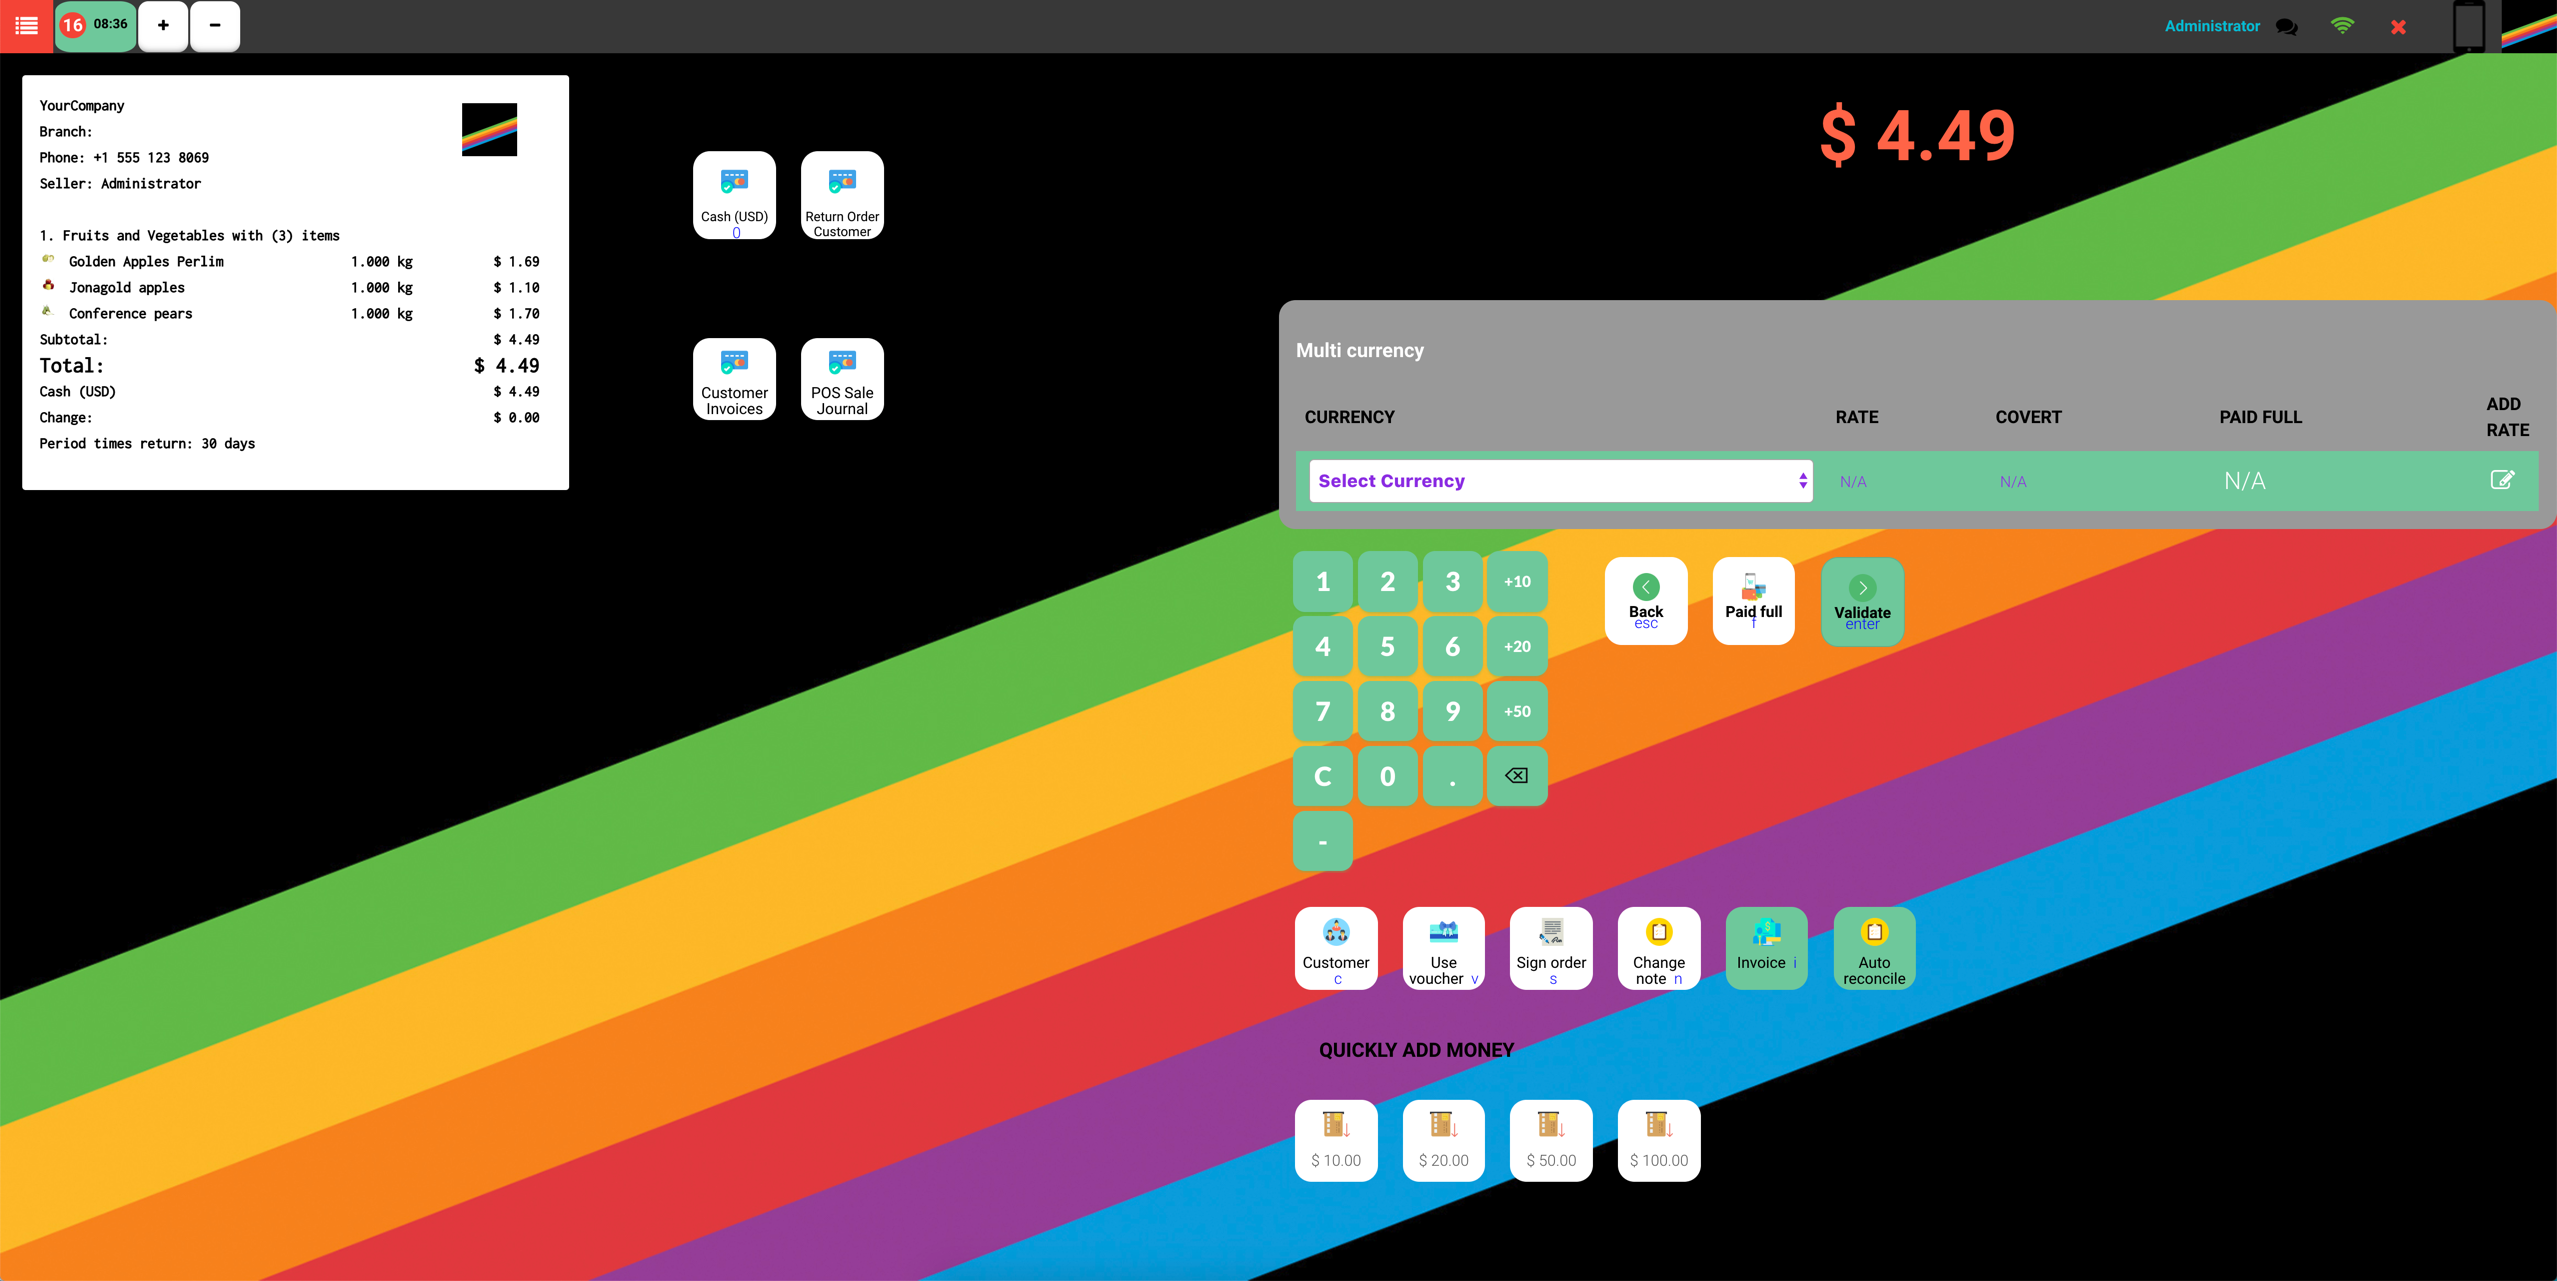 16 08:36 + -
Administrator
YourCompany
Branch:
Phone: +1 555 123 8069
Seller: Administrator
1. Fruits and Vegetables with (3) items
Golden Apples Perlim 1.000 kg $ 1.69
Jonagold apples 1.000 kg $ 1.10
Conference pears 1.000 kg $ 1.70
Subtotal: $ 4.49
Total: $ 4.49
Cash (USD) $ 4.49
Change: $ 0.00
Period times return: 30 days
Cash (USD)
0
Return Order
Customer
Customer
Invoices
POS Sale
Journal
$ 4.49
Multi currency
CURRENCY RATE COVERT PAID FULL ADD
RATE
Select Currency N/A N/A N/A
1 2 3 +10
4 5 6 +20
7 8 9 +50
C 0 .
-
Back
esc
Paid full
f
Validate
enter
Customer
c
Use
voucher v
Sign order
s
Change
note n
Invoice i
Auto
reconcile
QUICKLY ADD MONEY
$ 10.00 $ 20.00 $ 50.00 $ 100.00